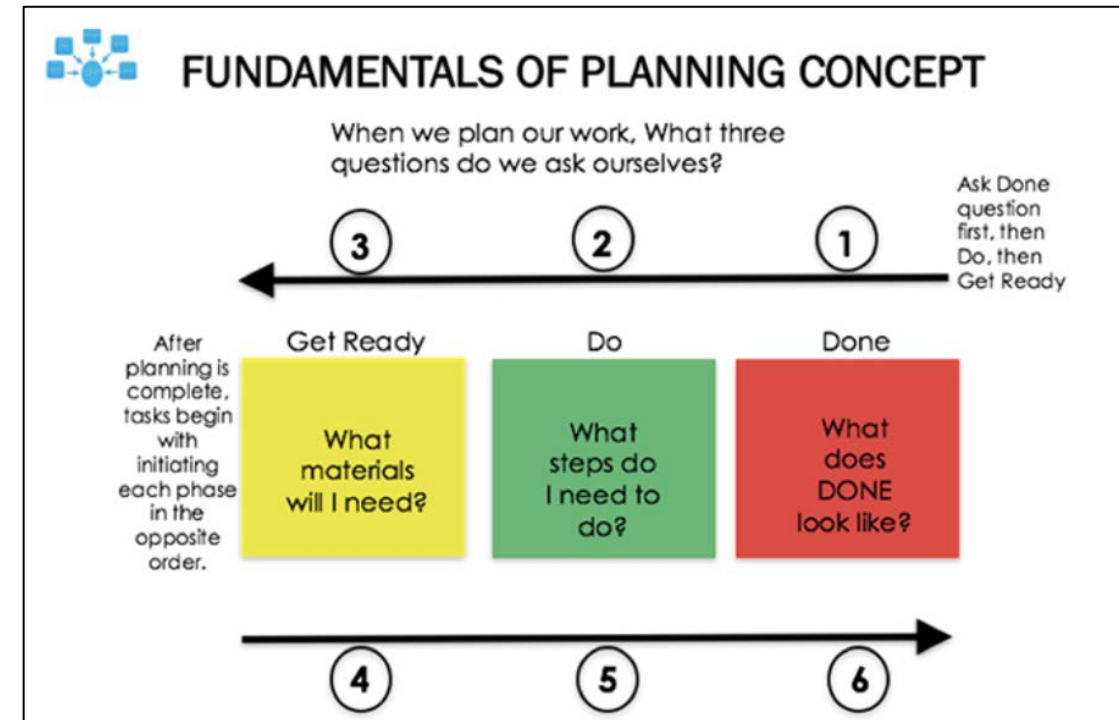 FUNDAMENTALS OF PLANNING CONCEPT
When we plan our work, What three
questions do we ask ourselves?
Ask Done
question
first, then
Do, then
Get Ready
3
2
1
After
planning is
complete,
tasks begin
with
initiating
each phase
in the
opposite
order.
Get Ready
What
materials
will I need?
Do
What
steps do
I need to
do?
Done
What
does
DONE
look like?
4
5
6